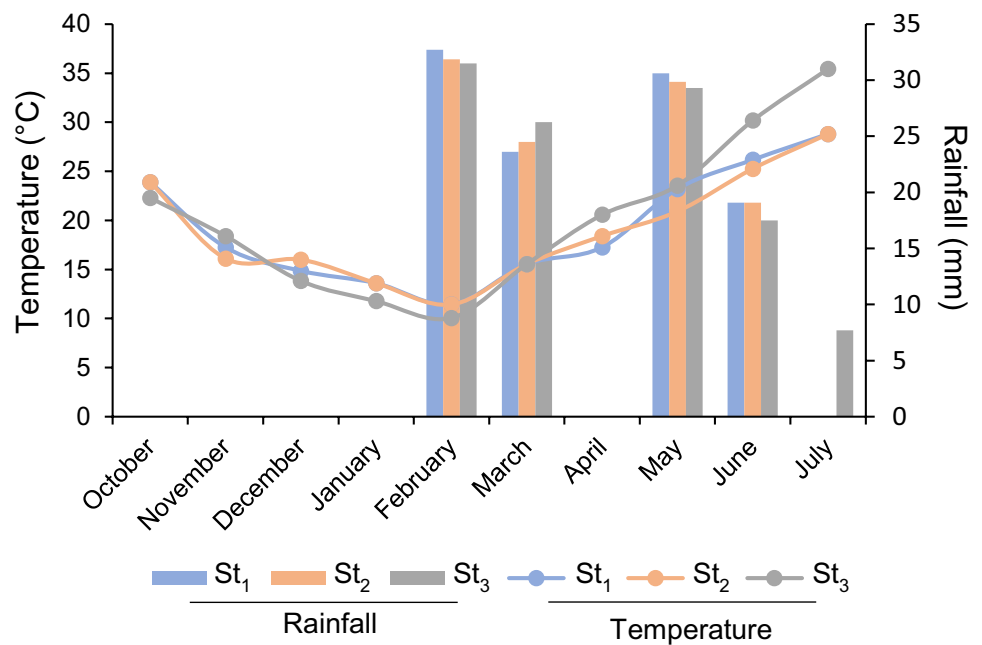 Temperature (°C)
40
35
30
25
20
15
10
5
0
35
30
25
20
15
10
5
0
Rainfall (mm)
October
November
December
January
February
March
April
May
June
July
St₁ St₂ St₃ St₁ St₂ St₃
Rainfall Temperature